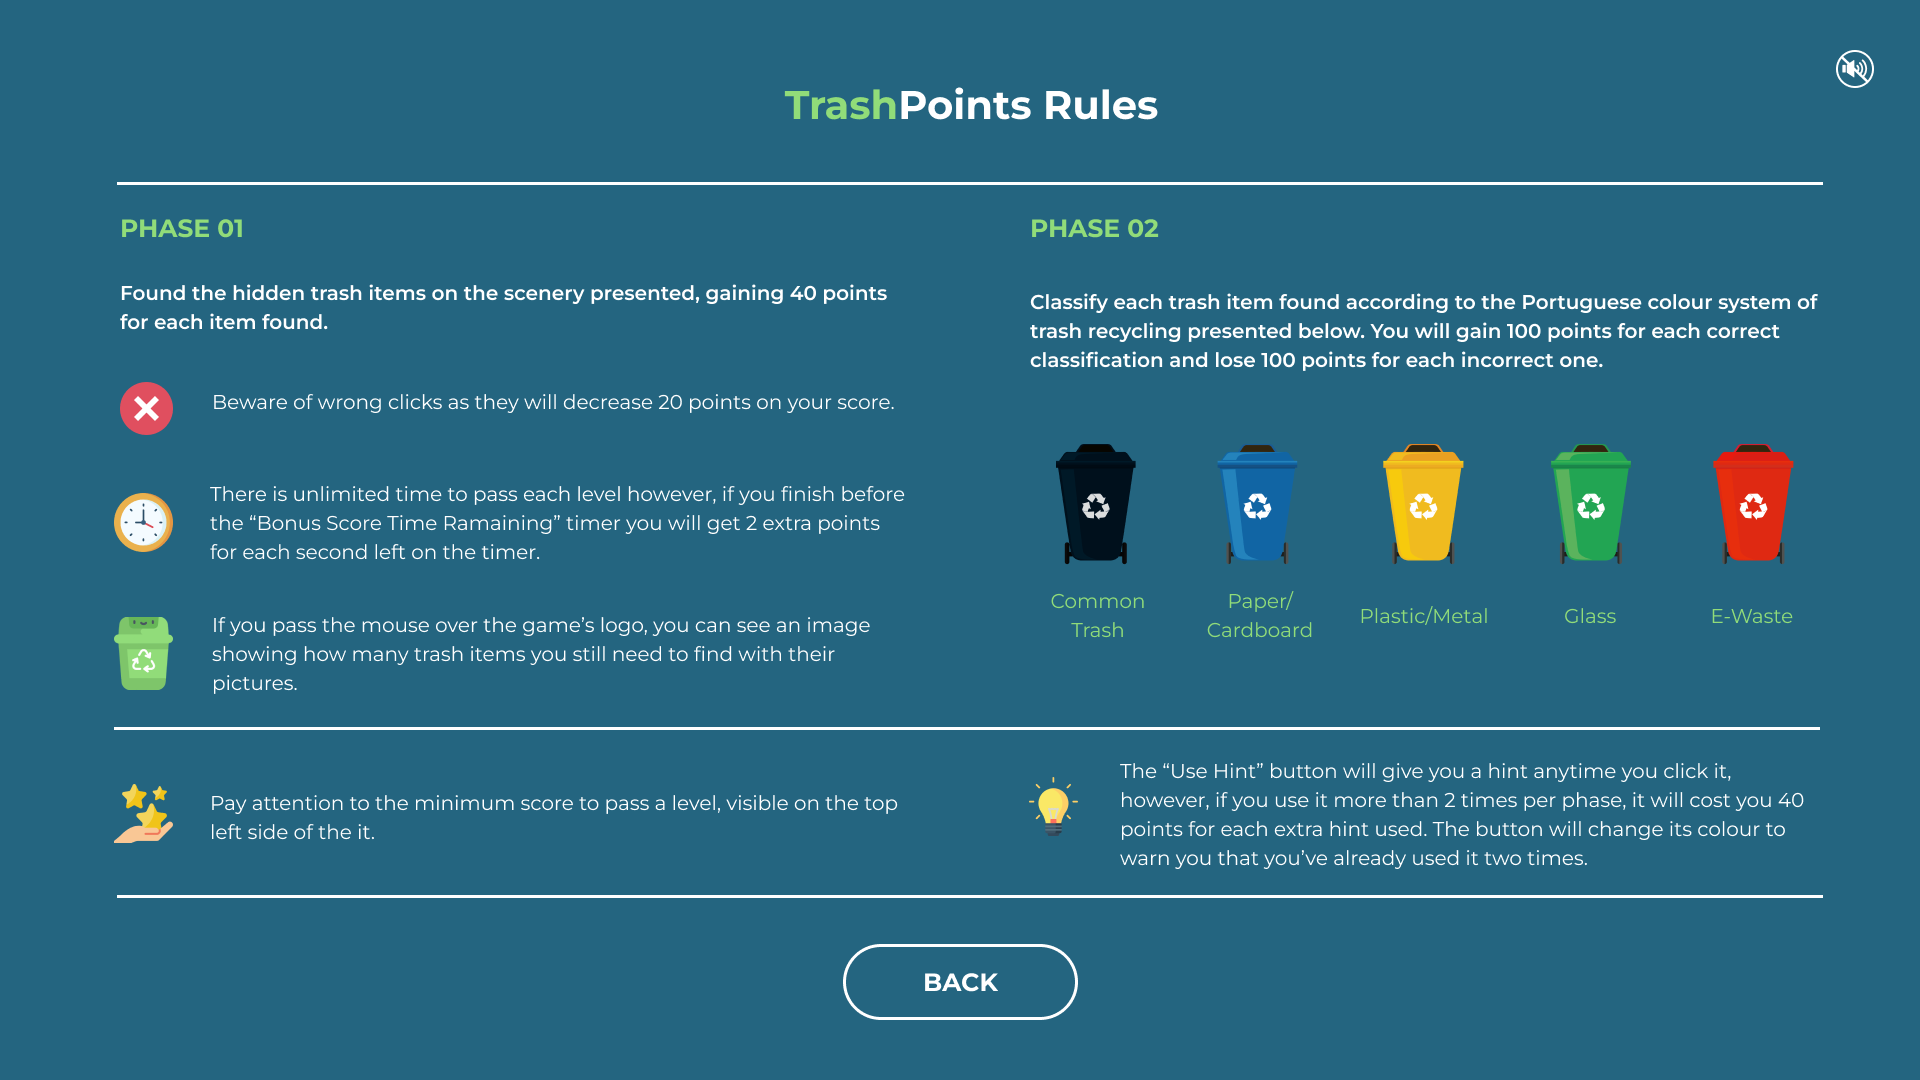 TrashPoints Rules
PHASE 01
Found the hidden trash items on the scenery presented, gaining 40 points
for each item found.
Beware of wrong clicks as they will decrease 20 points on your score.
There is unlimited time to pass each level however, if you finish before
the “Bonus Score Time Ramaining” timer you will get 2 extra points
for each second left on the timer.
If you pass the mouse over the game’s logo, you can see an image
showing how many trash items you still need to find with their
pictures.
PHASE 02
Classify each trash item found according to the Portuguese colour system of
trash recycling presented below. You will gain 100 points for each correct
classification and lose 100 points for each incorrect one.
Common
Trash
Paper/
Cardboard
Plastic/Metal
Glass
E-Waste
Pay attention to the minimum score to pass a level, visible on the top
left side of the it.
The “Use Hint” button will give you a hint anytime you click it,
however, if you use it more than 2 times per phase, it will cost you 40
points for each extra hint used. The button will change its colour to
warn you that you’ve already used it two times.
BACK